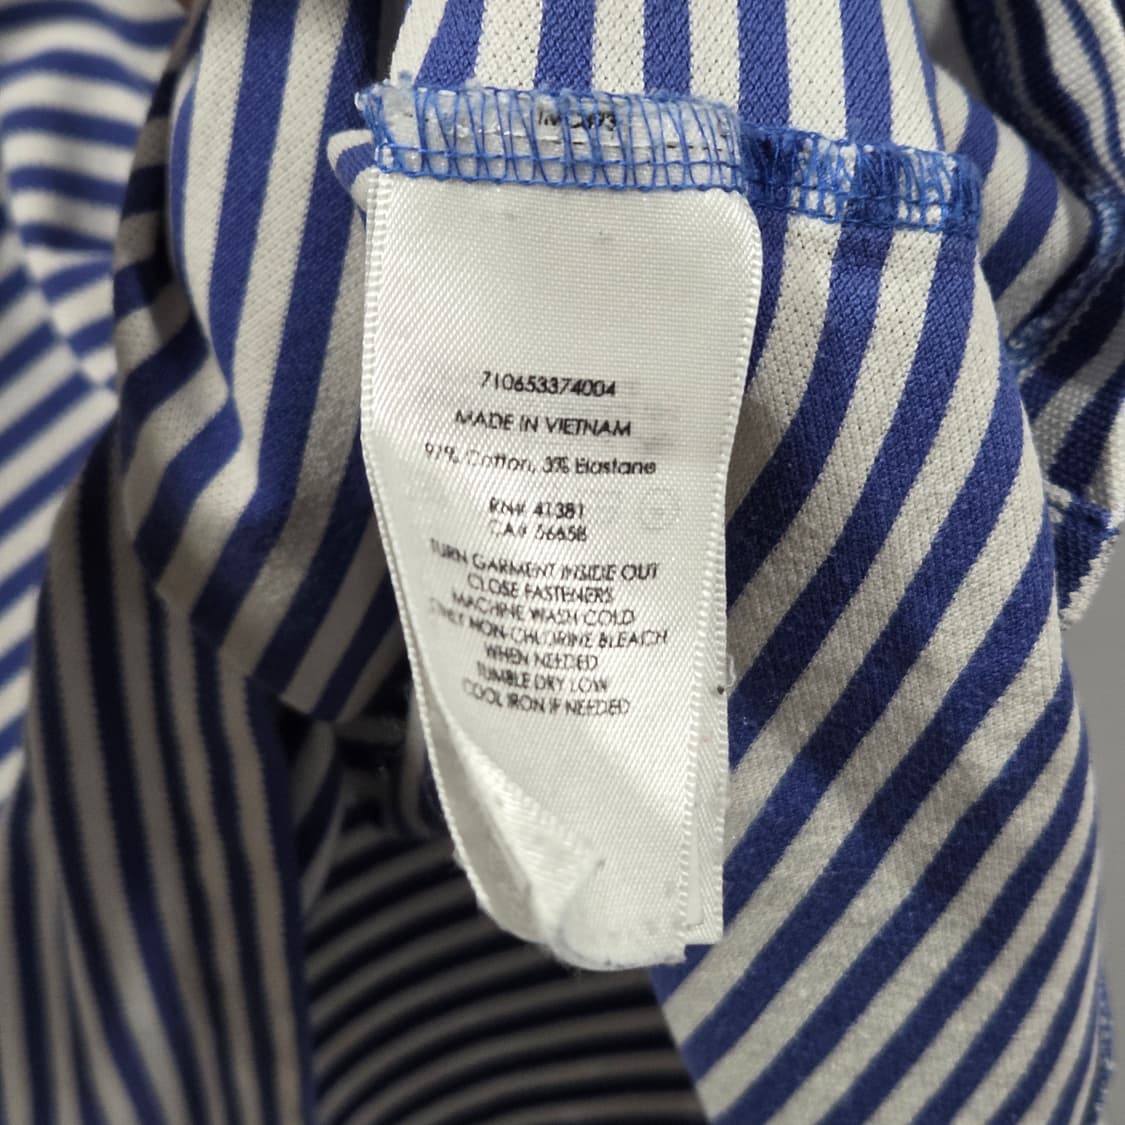 710653374004
MADE IN VIETNAM
97% Cotton, 3% Elastane
RN# 41381
CA# 56658
TURN GARMENT INSIDE OUT
CLOSE FASTENERS
MACHINE WASH COLD
ONLY NON-CHLORINE BLEACH
WHEN NEEDED
TUMBLE DRY LOW
COOL IRON IF NEEDED